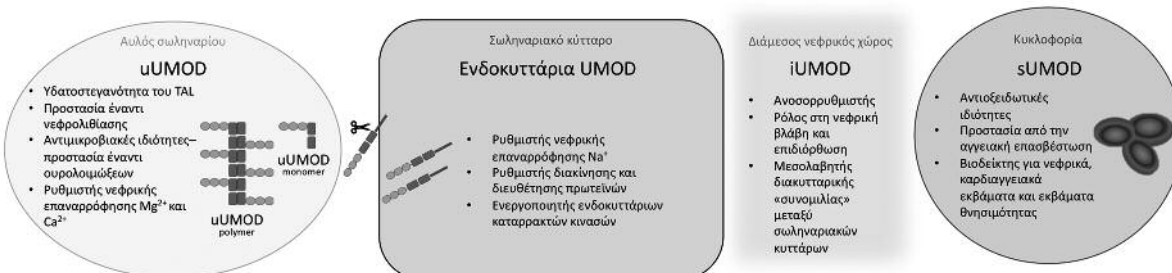 Αυλός σωληναρίου
uUMOD
• Υδατοστεγανότητα του TAL
• Προστασία έναντι
νεφρολιθίασης
• Αντιμικροβιακές ιδιότητες–
προστασία έναντι
ουρολοιμώξεων
• Ρυθμιστής νεφρικής
επαναρρόφησης Mg²⁺ και
Ca²⁺
uUMOD
monomer
uUMOD
polymer
Σωληναριακό κύτταρο
Ενδοκυττάρια UMOD
• Ρυθμιστής νεφρικής
επαναρρόφησης Na⁺
• Ρυθμιστής διακίνησης και
διευθέτησης πρωτεϊνών
• Ενεργοποιητής ενδοκυττάριων
καταρρακτών κινασών
Διάμεσος νεφρικός χώρος
iUMOD
• Ανοσορρυθμιστής
• Ρόλος στη νεφρική
βλάβη και
επιδιόρθωση
• Μεσολαβητής
διακυτταρικής
«συνομιλίας»
μεταξύ
σωληναριακών
κυττάρων
Κυκλοφορία
sUMOD
• Αντιοξειδωτικές
ιδιότητες
• Προστασία από την
αγγειακή επασβέστωση
• Βιοδείκτης για νεφρικά,
καρδιαγγειακά
εκβάματα και εκβάματα
θνησιμότητας